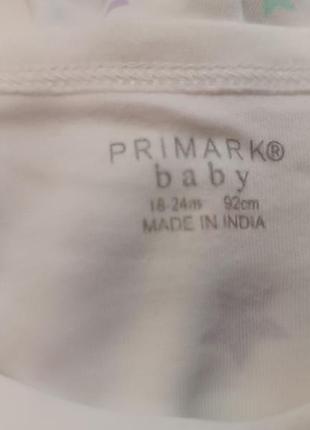 PRIMARK®
baby
18-24m 92cm
MADE IN INDIA